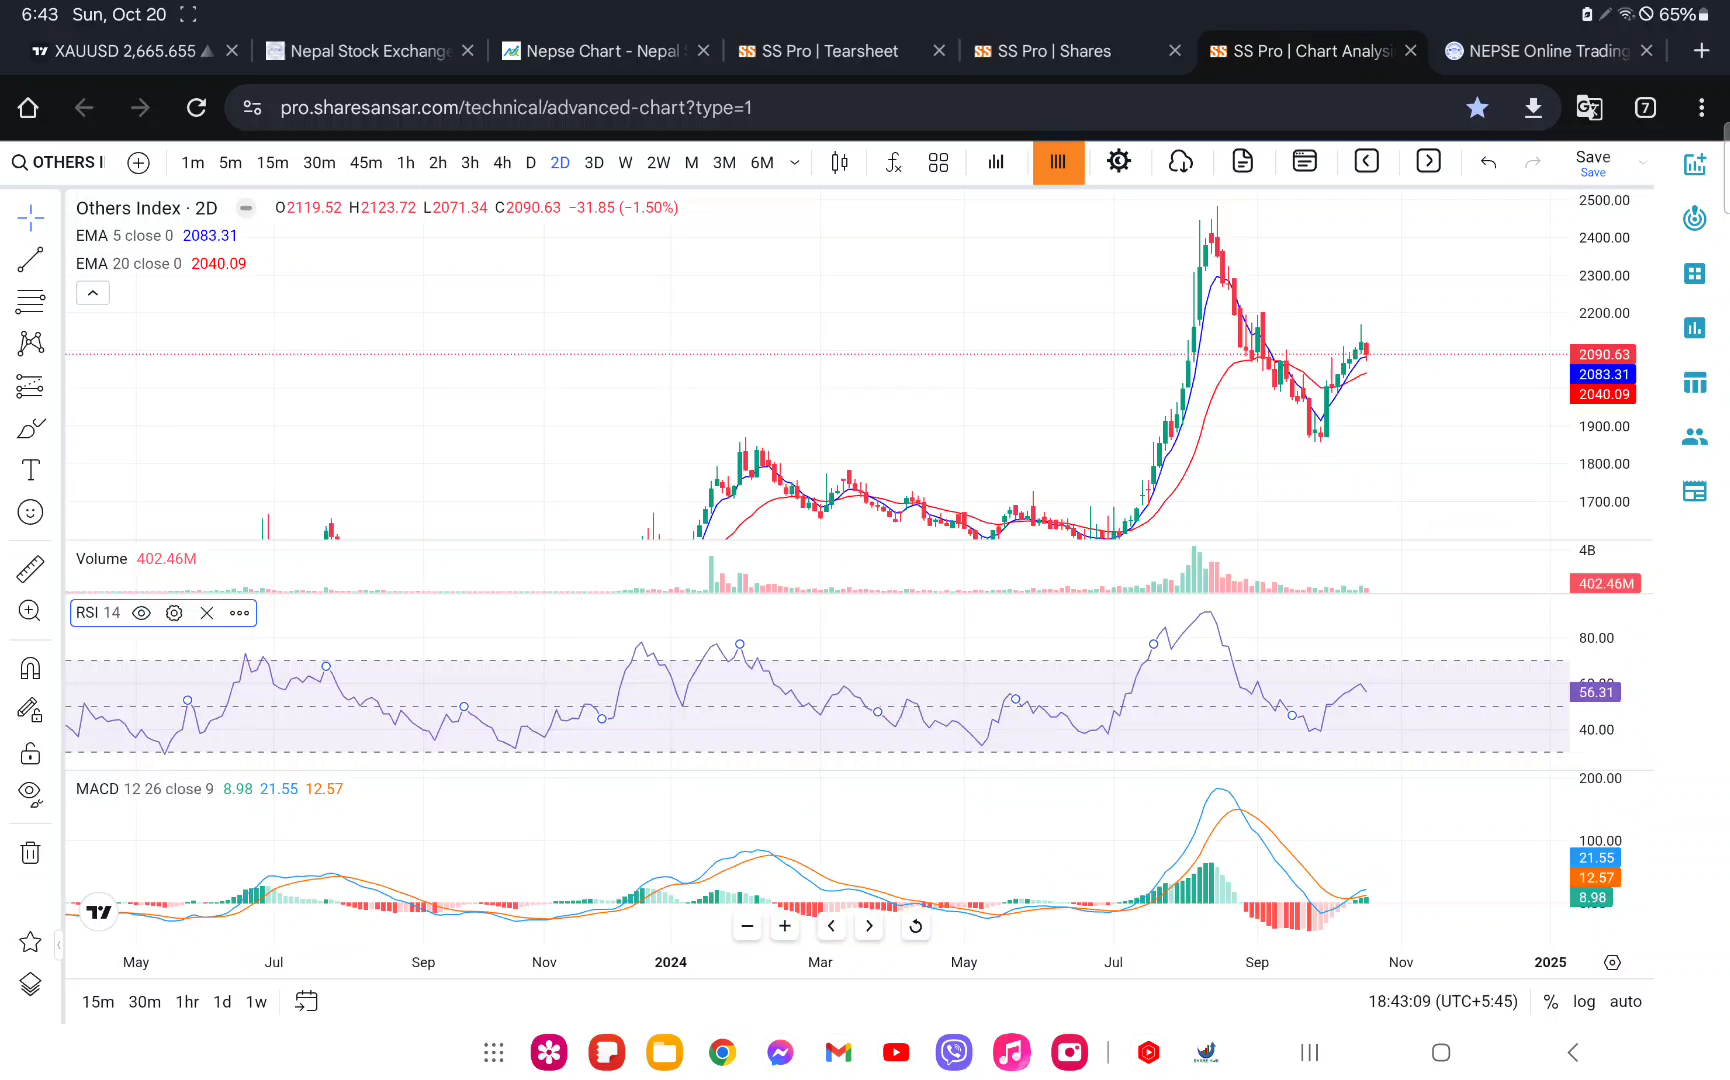 6:43 Sun, Oct 20 65%
XAUUSD 2,665.655 Nepal Stock Exchange Nepse Chart - Nepal SS Pro | Tearsheet SS Pro | Shares SS Pro | Chart Analysi NEPSE Online Trading
pro.sharesansar.com/technical/advanced-chart?type=1 7
OTHERS I 1m 5m 15m 30m 45m 1h 2h 3h 4h D 2D 3D W 2W M 3M 6M Save
Save
Others Index · 2D O2119.52 H2123.72 L2071.34 C2090.63 −31.85 (−1.50%)
EMA 5 close 0 2083.31
EMA 20 close 0 2040.09
2500.00
2400.00
2300.00
2200.00
2090.63
2083.31
2040.09
1900.00
1800.00
1700.00
Volume 402.46M
4B
402.46M
RSI 14
80.00
56.31
40.00
MACD 12 26 close 9 8.98 21.55 12.57
200.00
100.00
21.55
12.57
8.98
May Jul Sep Nov 2024 Mar May Jul Sep Nov 2025
15m 30m 1hr 1d 1w 18:43:09 (UTC+5:45) % log auto